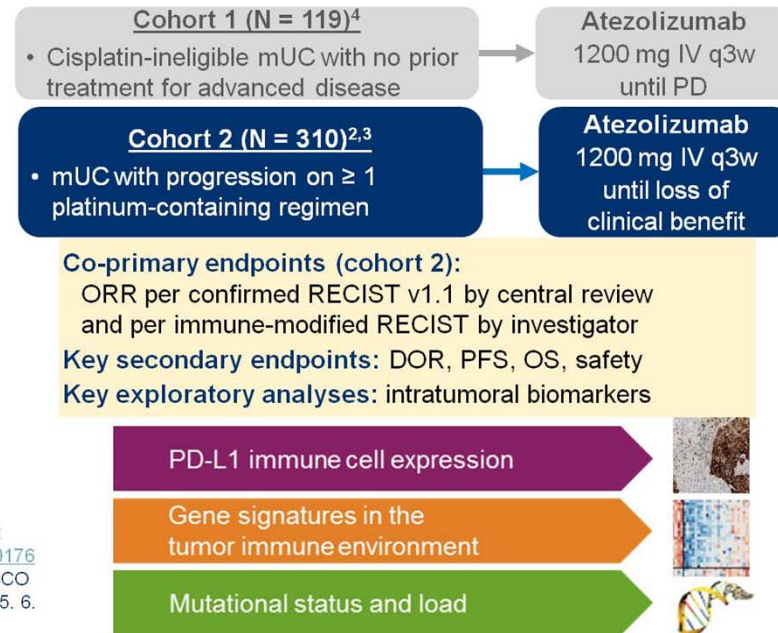 Cohort 1 (N = 119)4
• Cisplatin-ineligible mUC with no prior
treatment for advanced disease
Atezolizumab
1200 mg IV q3w
until PD
Cohort 2 (N = 310)2,3
• mUC with progression on ≥ 1
platinum-containing regimen
Atezolizumab
1200 mg IV q3w
until loss of
clinical benefit
Co-primary endpoints (cohort 2):
ORR per confirmed RECIST v1.1 by central review
and per immune-modified RECIST by investigator
Key secondary endpoints: DOR, PFS, OS, safety
Key exploratory analyses: intratumoral biomarkers
PD-L1 immune cell expression
Gene signatures in the
tumor immune environment
Mutational status and load
0176
CO
5. 6.